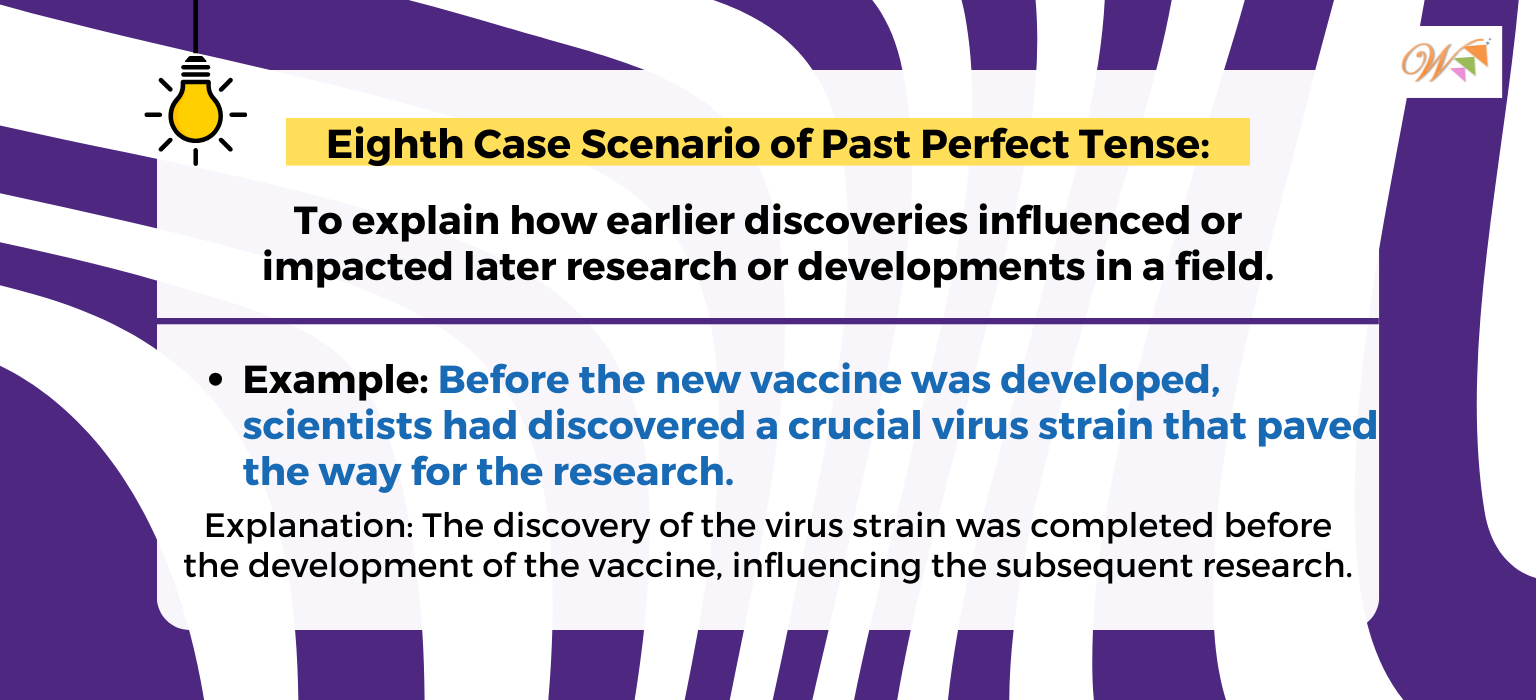 Eighth Case Scenario of Past Perfect Tense:
To explain how earlier discoveries influenced or
impacted later research or developments in a field.
• Example: Before the new vaccine was developed,
scientists had discovered a crucial virus strain that paved
the way for the research.
Explanation: The discovery of the virus strain was completed before
the development of the vaccine, influencing the subsequent research.
W